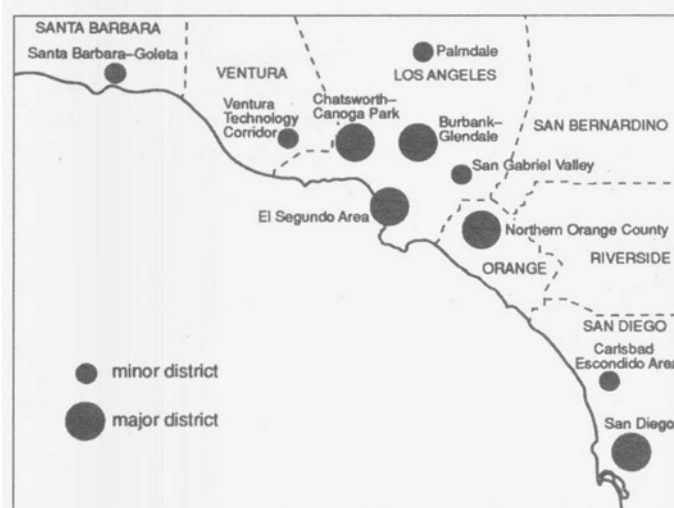 SANTA BARBARA
Santa Barbara–Goleta
VENTURA
Ventura
Technology
Corridor
Chatsworth–
Canoga Park
Palmdale
LOS ANGELES
Burbank–
Glendale
SAN BERNARDINO
San Gabriel Valley
El Segundo Area
Northern Orange County
ORANGE
RIVERSIDE
SAN DIEGO
Carlsbad
Escondido Area
San Diego
minor district
major district